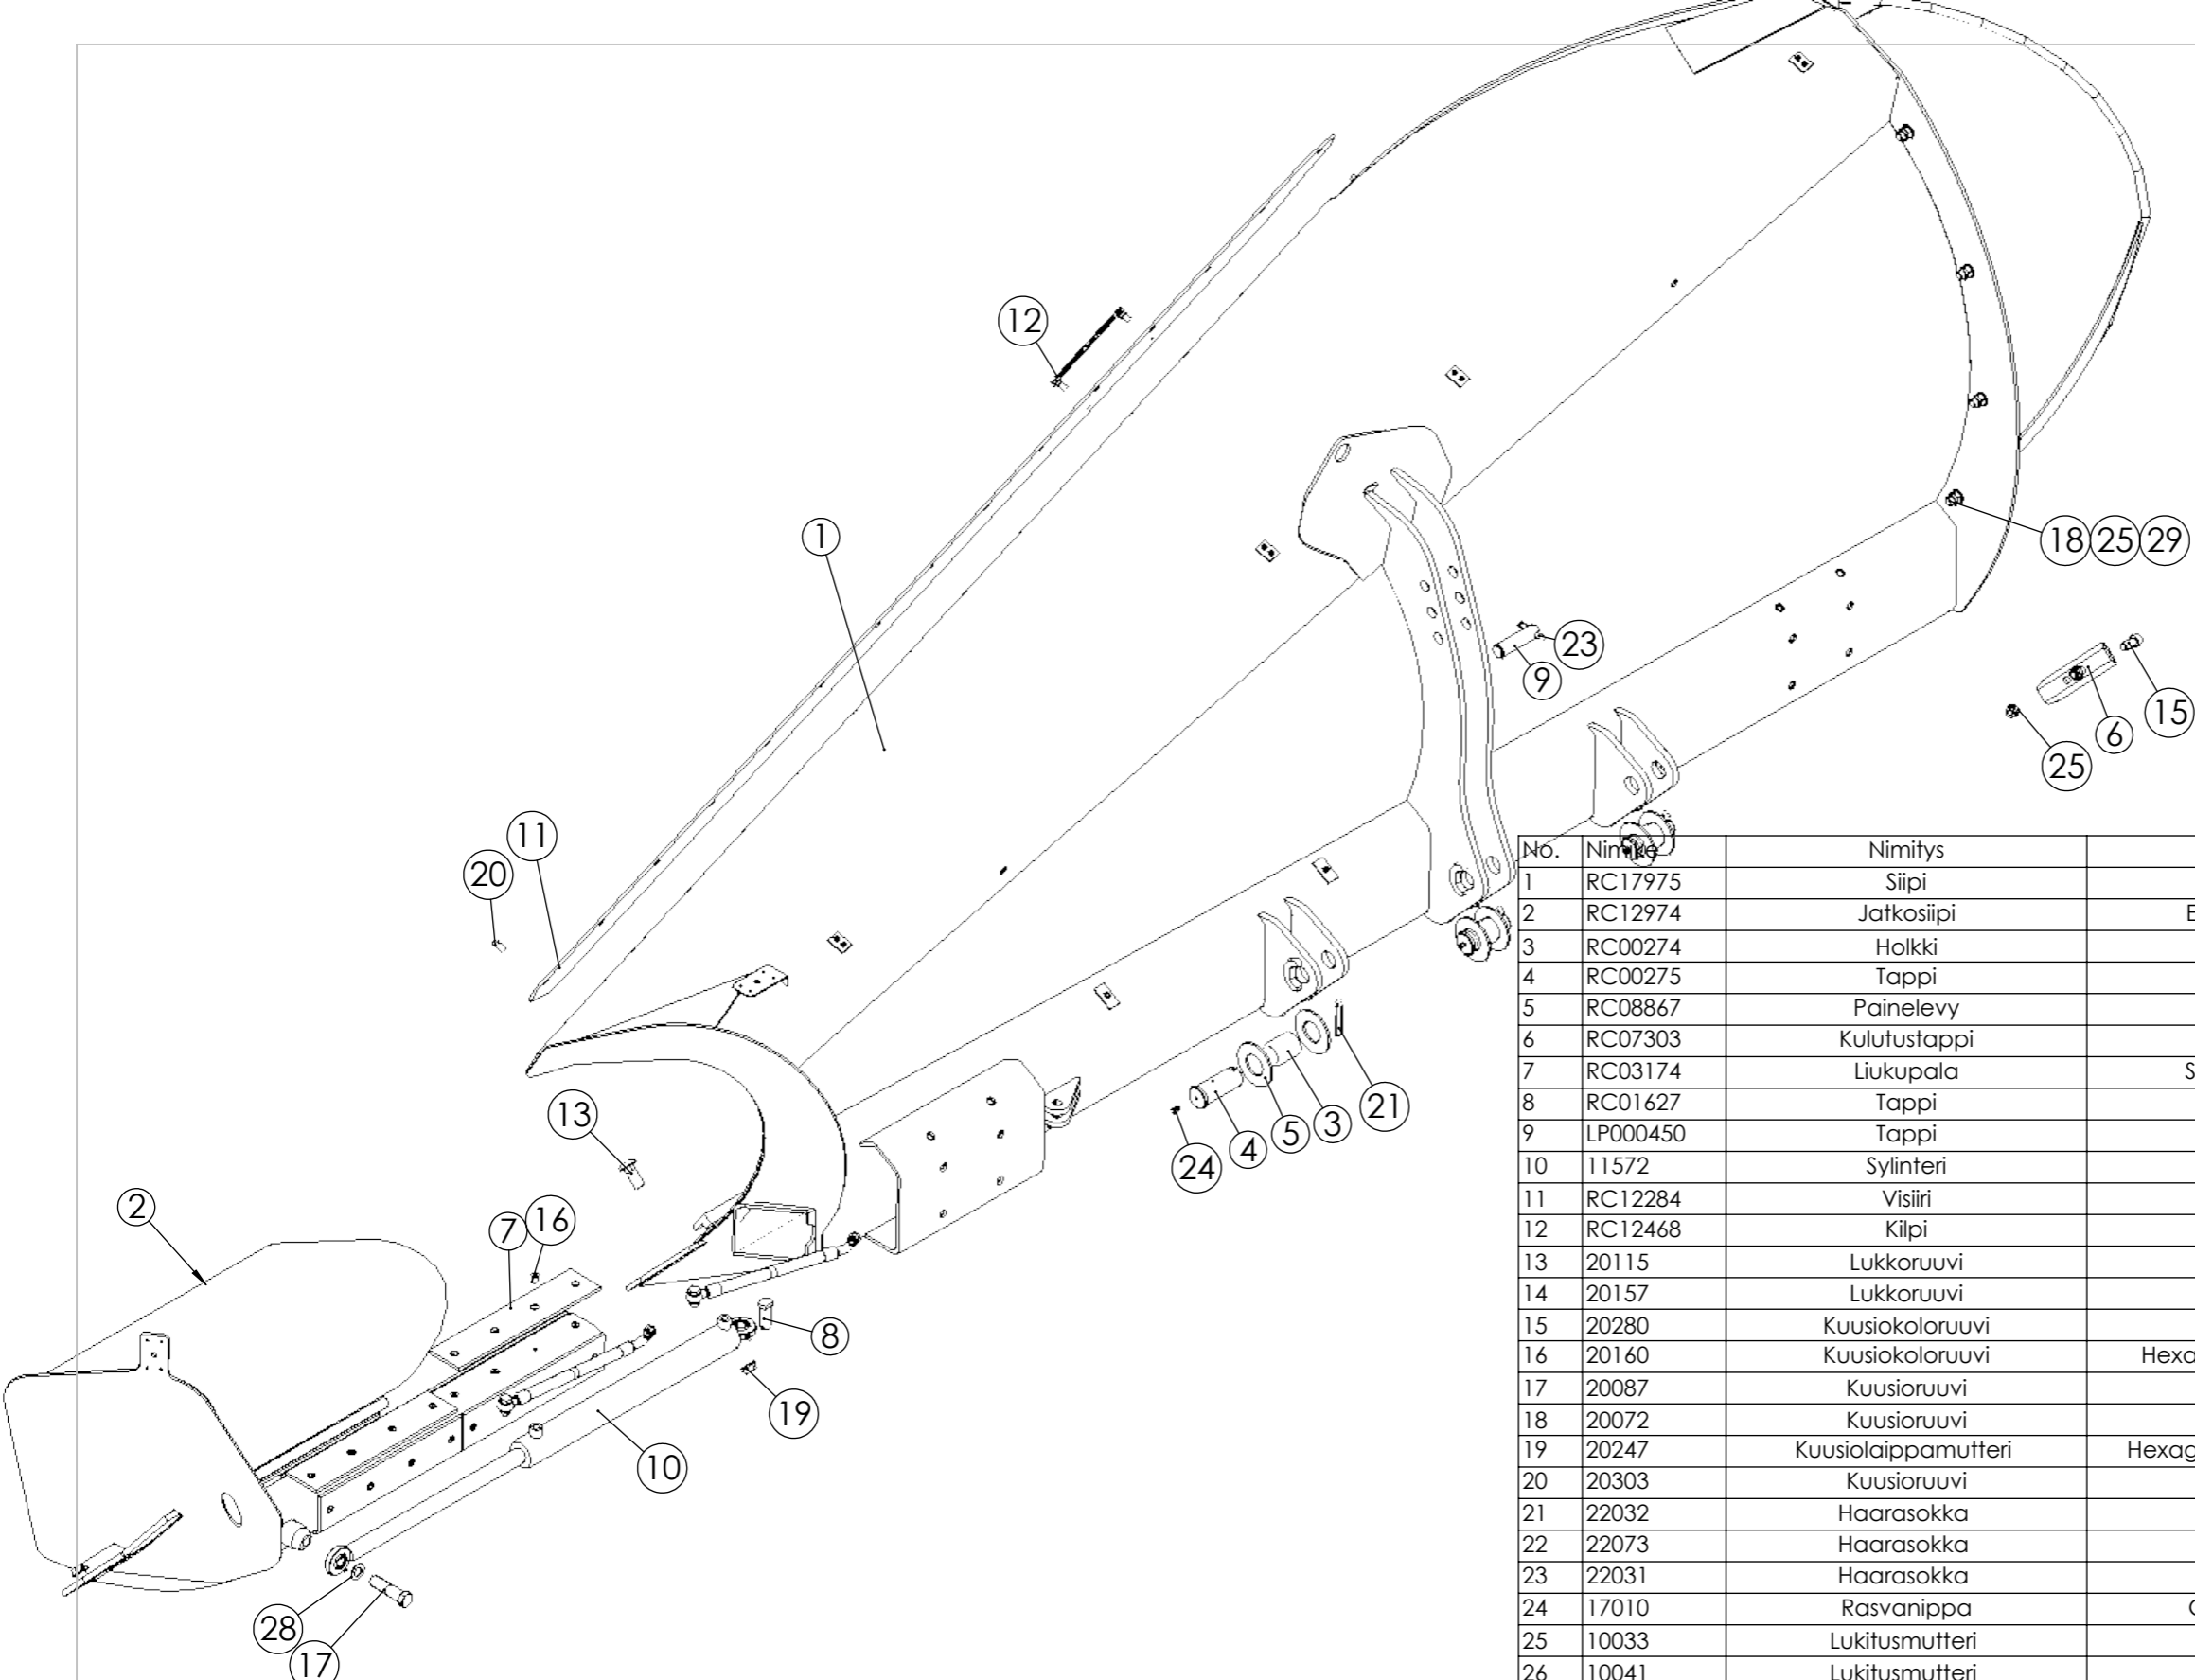 12
1
18 25 29
23
9
15
6
25
11
20
21
3
5
4
24
13
2
7 16
8
19
10
28
17
No. Nimike Nimitys
1 RC17975 Siipi
2 RC12974 Jatkosiipi E
3 RC00274 Holkki
4 RC00275 Tappi
5 RC08867 Painelevy
6 RC07303 Kulutustappi
7 RC03174 Liukupala S
8 RC01627 Tappi
9 LP000450 Tappi
10 11572 Sylinteri
11 RC12284 Visiiri
12 RC12468 Kilpi
13 20115 Lukkoruuvi
14 20157 Lukkoruuvi
15 20280 Kuusiokoloruuvi
16 20160 Kuusiokoloruuvi Hexa
17 20087 Kuusioruuvi
18 20072 Kuusioruuvi
19 20247 Kuusiolaippamutteri Hexag
20 20303 Kuusioruuvi
21 22032 Haarasokka
22 22073 Haarasokka
23 22031 Haarasokka
24 17010 Rasvanippa
25 10033 Lukitusmutteri
26 10041 Lukitusmutteri